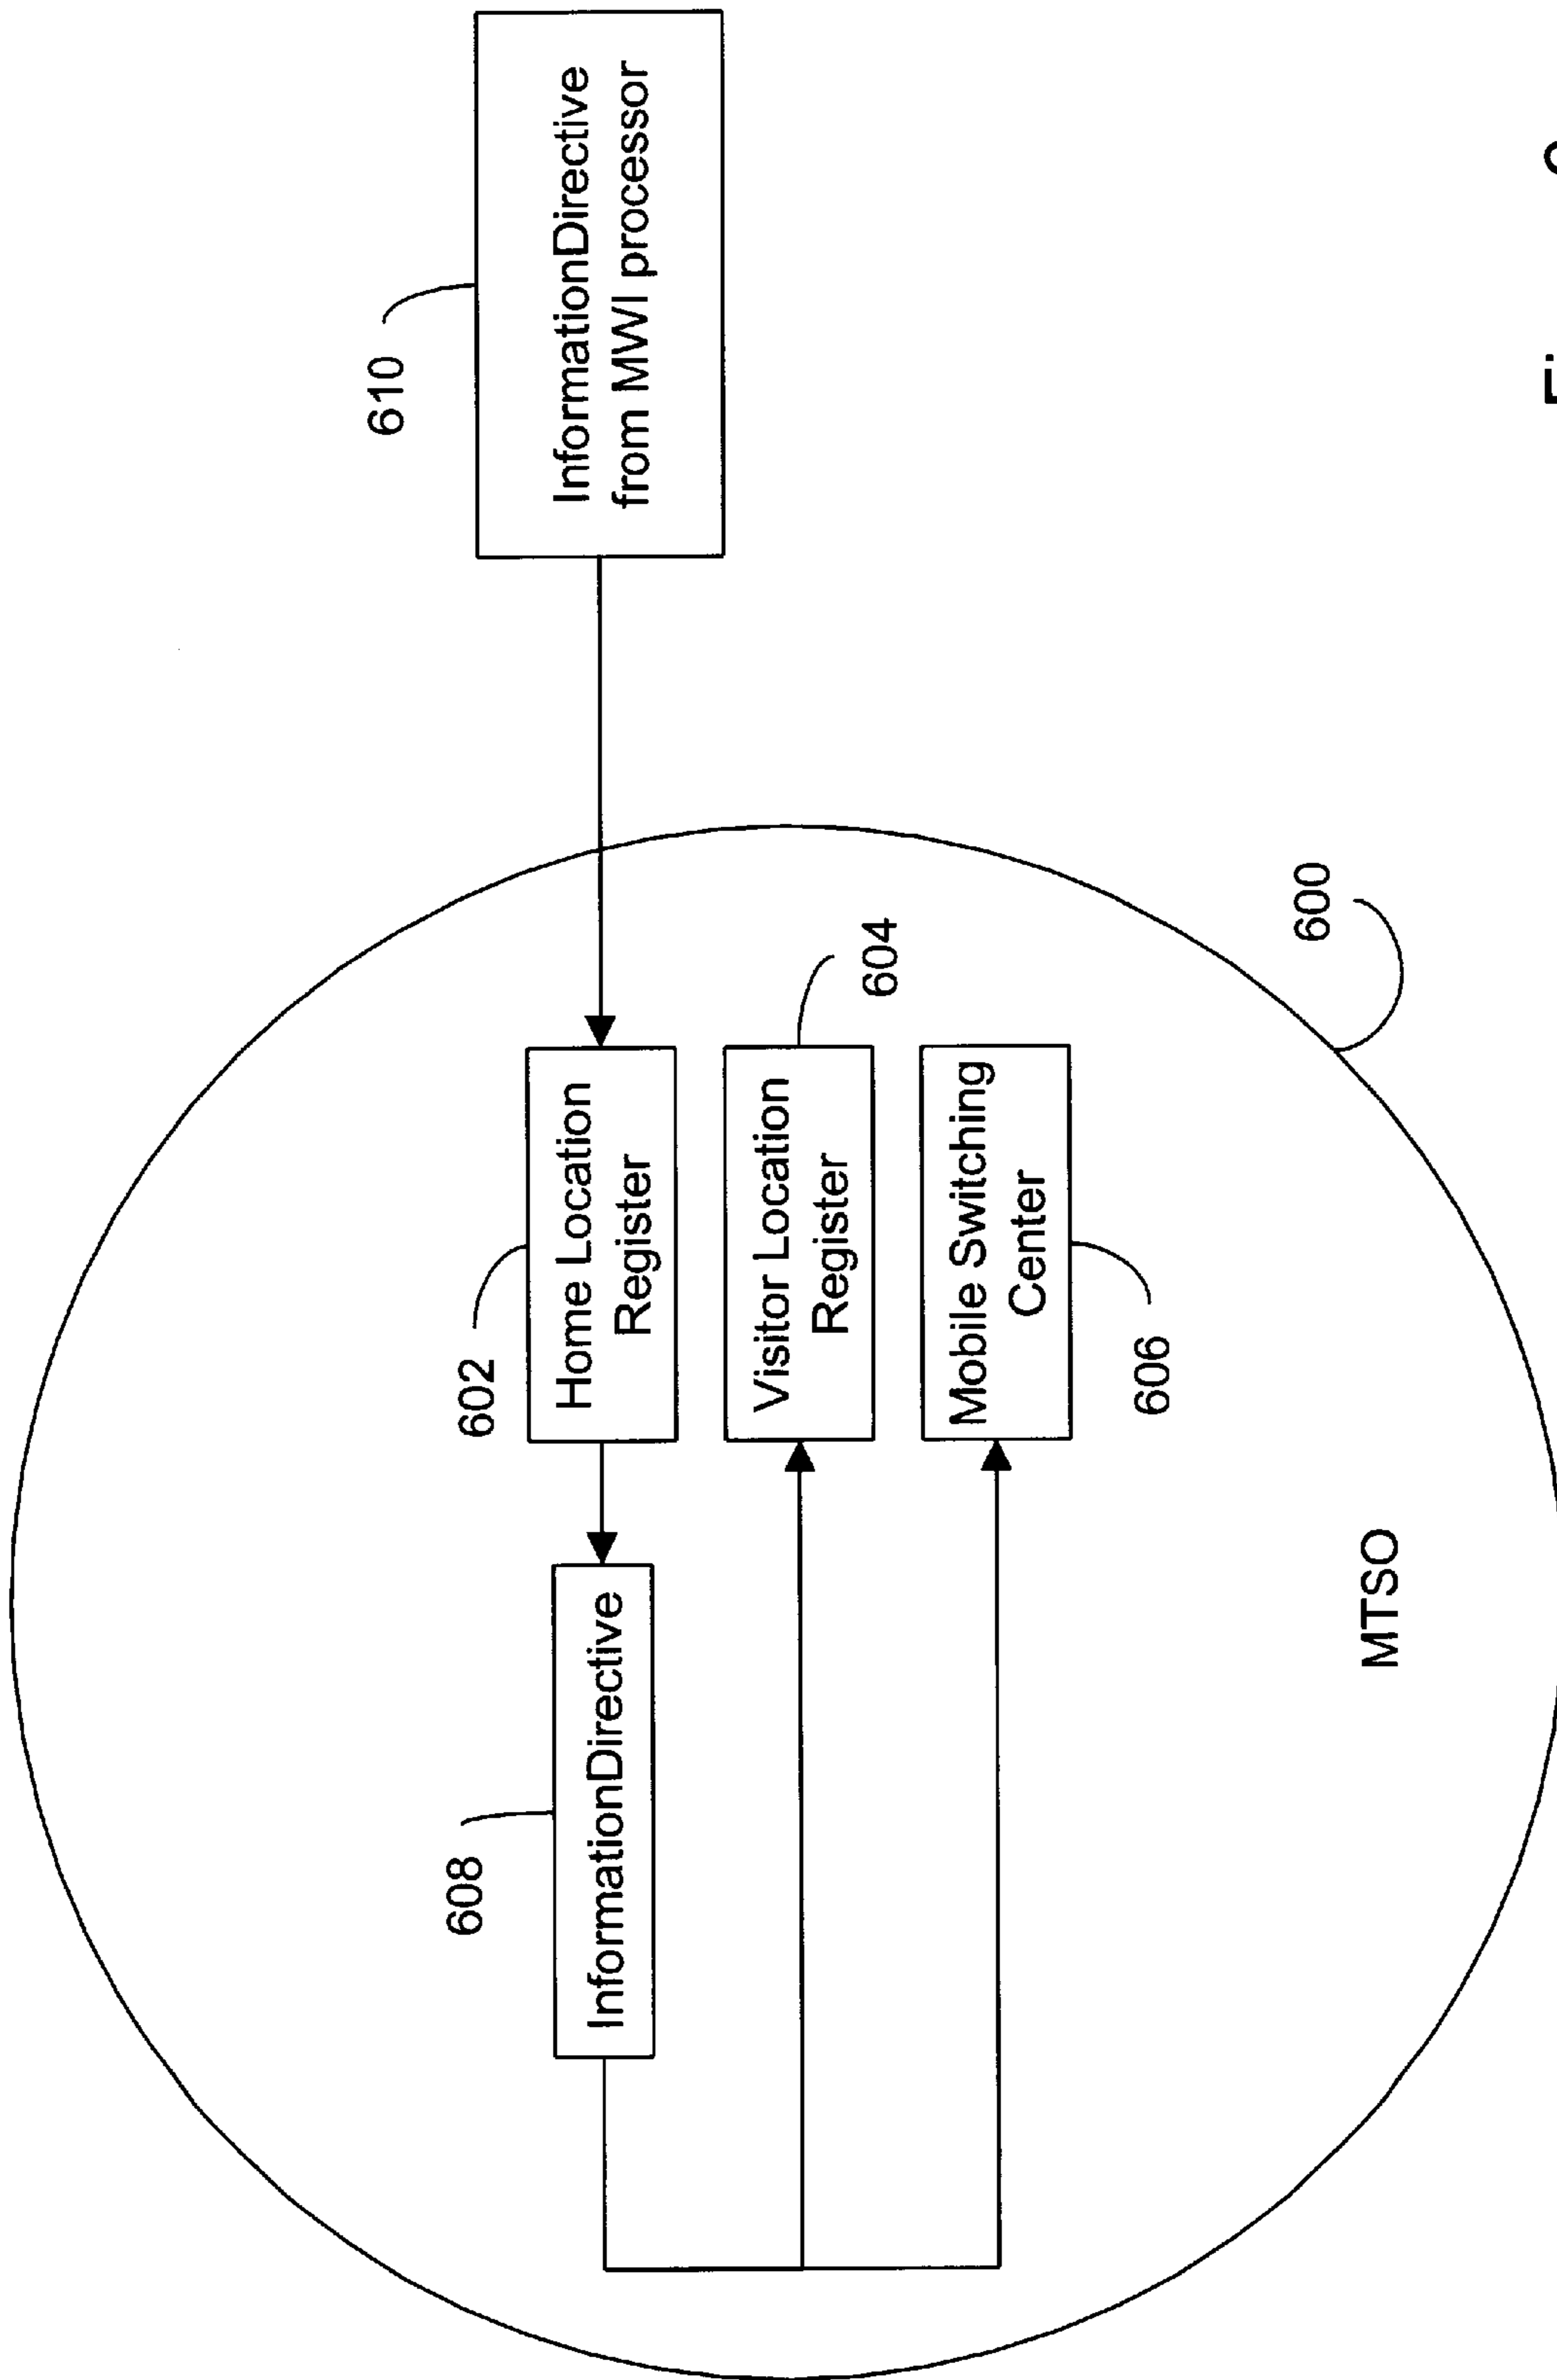 610
InformationDirective
from MWI processor
602
Home Location
Register
608
InformationDirective
Visitor Location
Register
604
Mobile Switching
Center
606
600
MTSO